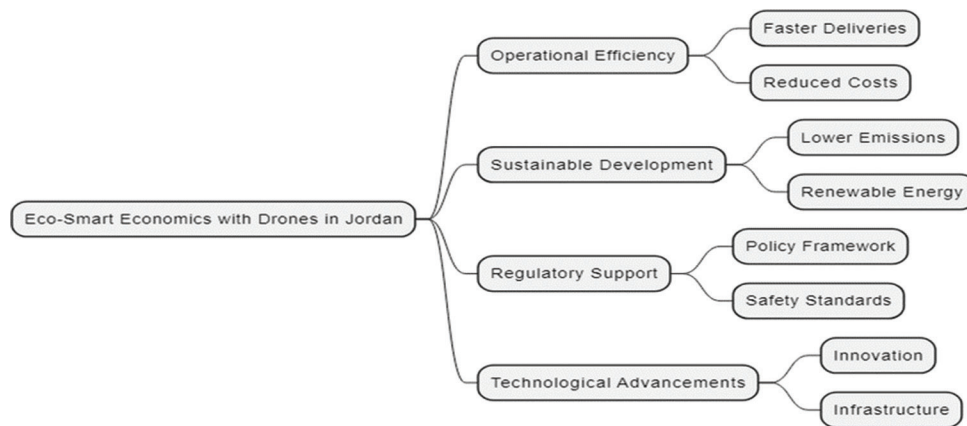 Eco-Smart Economics with Drones in Jordan
Operational Efficiency
Faster Deliveries
Reduced Costs
Sustainable Development
Lower Emissions
Renewable Energy
Regulatory Support
Policy Framework
Safety Standards
Technological Advancements
Innovation
Infrastructure